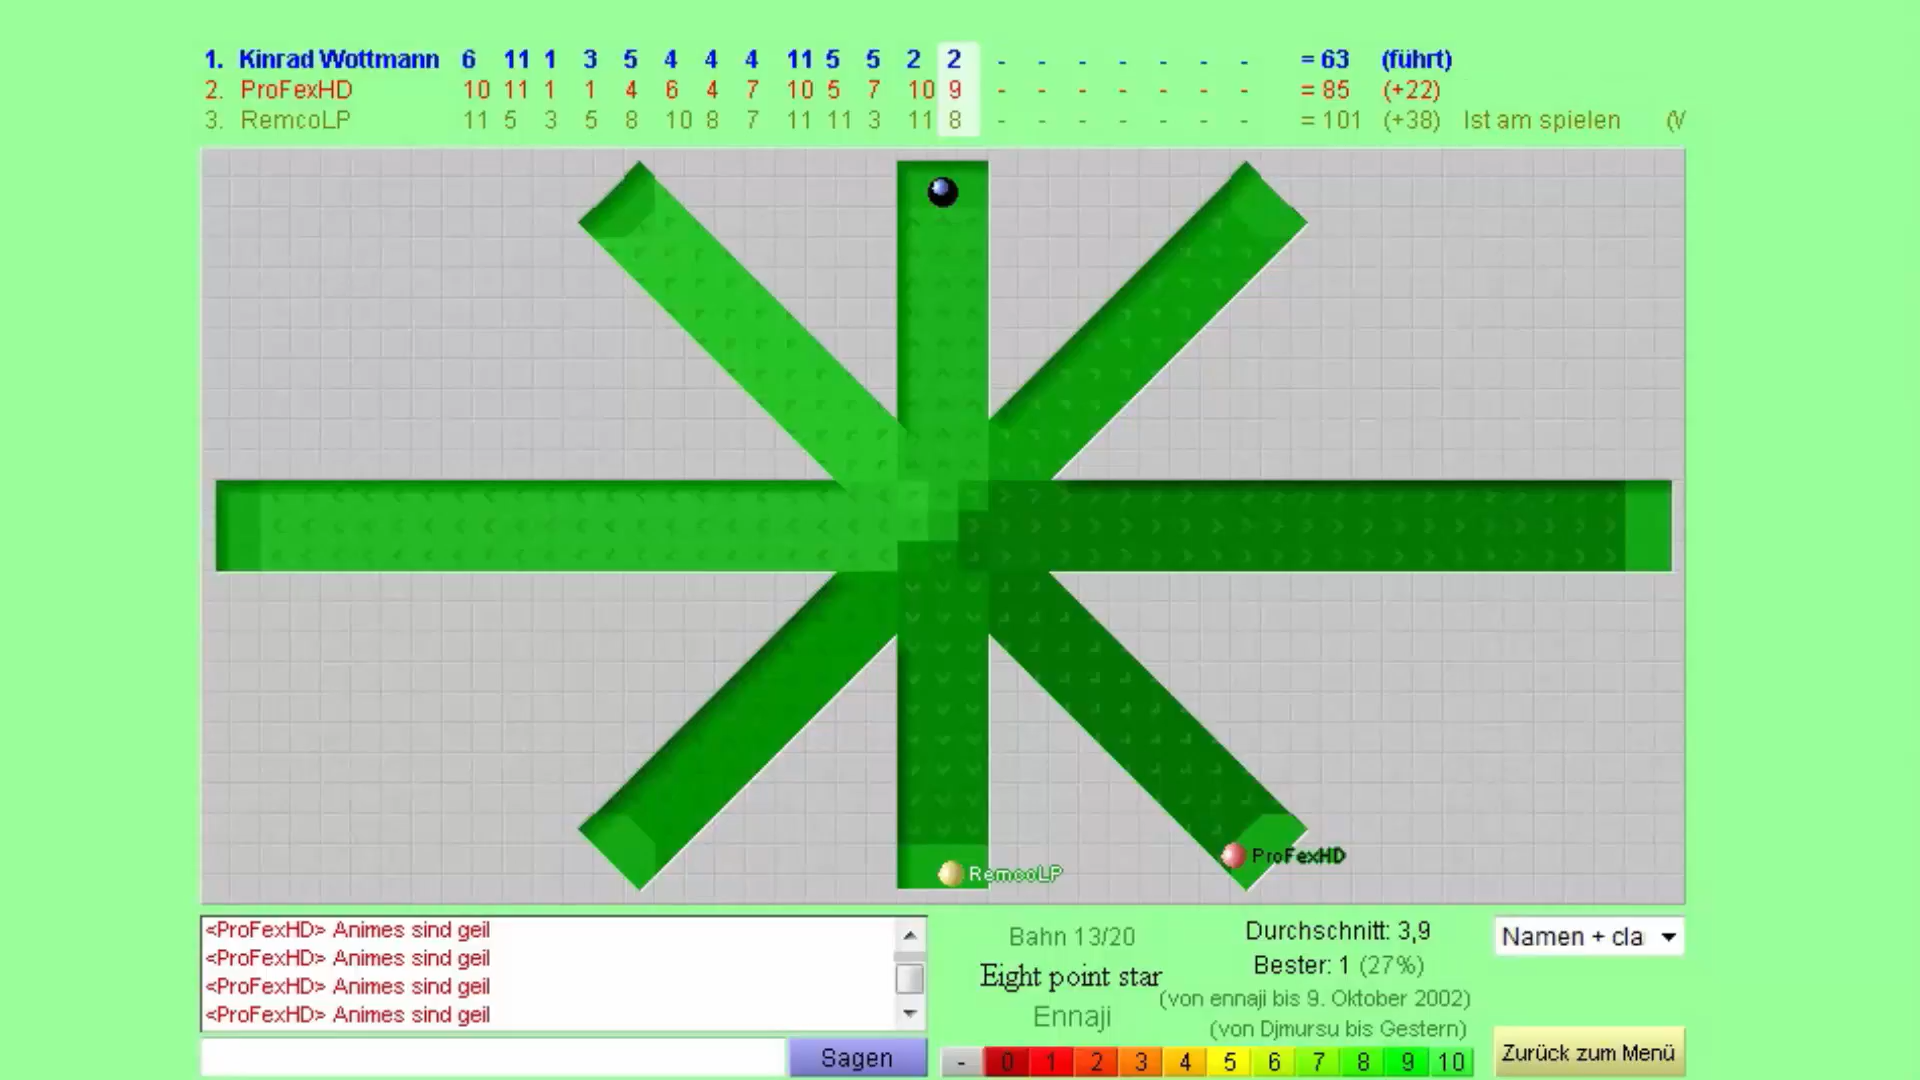 1. Kinrad Wottmann 6 11 1 3 5 4 4 4 11 5 5 2 2 - - - - - - - = 63 (führt)
2. ProFexHD 10 11 1 1 4 6 4 7 10 5 7 10 9 - - - - - - - = 85 (+22)
3. RemcoLP 11 5 3 5 8 10 8 7 11 11 3 11 8 - - - - - - - = 101 (+38) Ist am spielen
ProFexHD
RemcoLP
<ProFexHD> Animes sind geil
<ProFexHD> Animes sind geil
<ProFexHD> Animes sind geil
<ProFexHD> Animes sind geil
Sagen
Bahn 13/20
Eight point star
Ennaji
Durchschnitt: 3,9
Bester: 1 (27%)
(von ennaji bis 9. Oktober 2002)
(von Djmursu bis Gestern)
- 0 1 2 3 4 5 6 7 8 9 10
Namen + cla
Zurück zum Menü